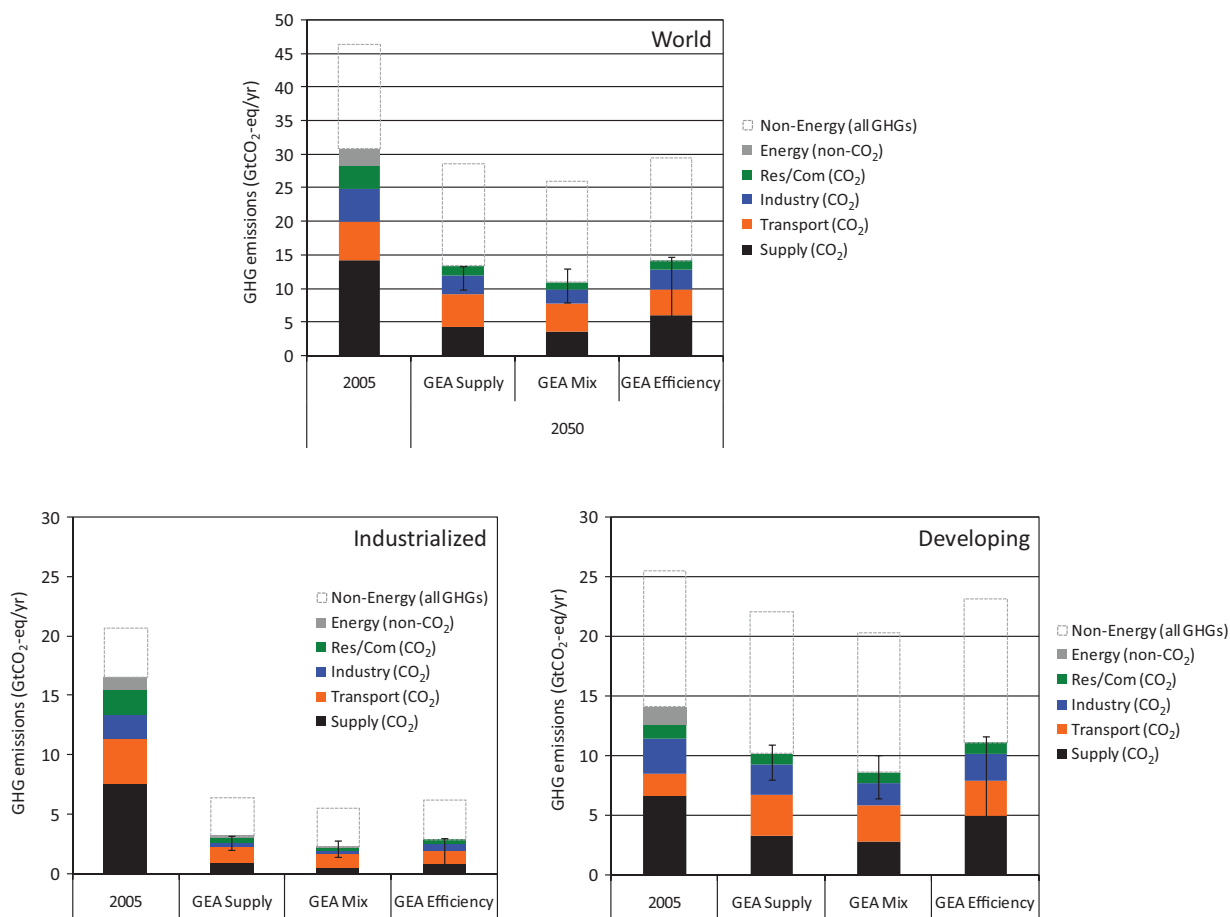 World
GHG emissions (GtCO₂-eq/yr)
50
45
40
35
30
25
20
15
10
5
0
Non-Energy (all GHGs)
Energy (non-CO₂)
Res/Com (CO₂)
Industry (CO₂)
Transport (CO₂)
Supply (CO₂)
2005 GEA Supply GEA Mix GEA Efficiency
2050
Industrialized
GHG emissions (GtCO₂-eq/yr)
30
25
20
15
10
5
0
Non-Energy (all GHGs)
Energy (non-CO₂)
Res/Com (CO₂)
Industry (CO₂)
Transport (CO₂)
Supply (CO₂)
2005 GEA Supply GEA Mix GEA Efficiency
Developing
GHG emissions (GtCO₂-eq/yr)
30
25
20
15
10
5
0
Non-Energy (all GHGs)
Energy (non-CO₂)
Res/Com (CO₂)
Industry (CO₂)
Transport (CO₂)
Supply (CO₂)
2005 GEA Supply GEA Mix GEA Efficiency